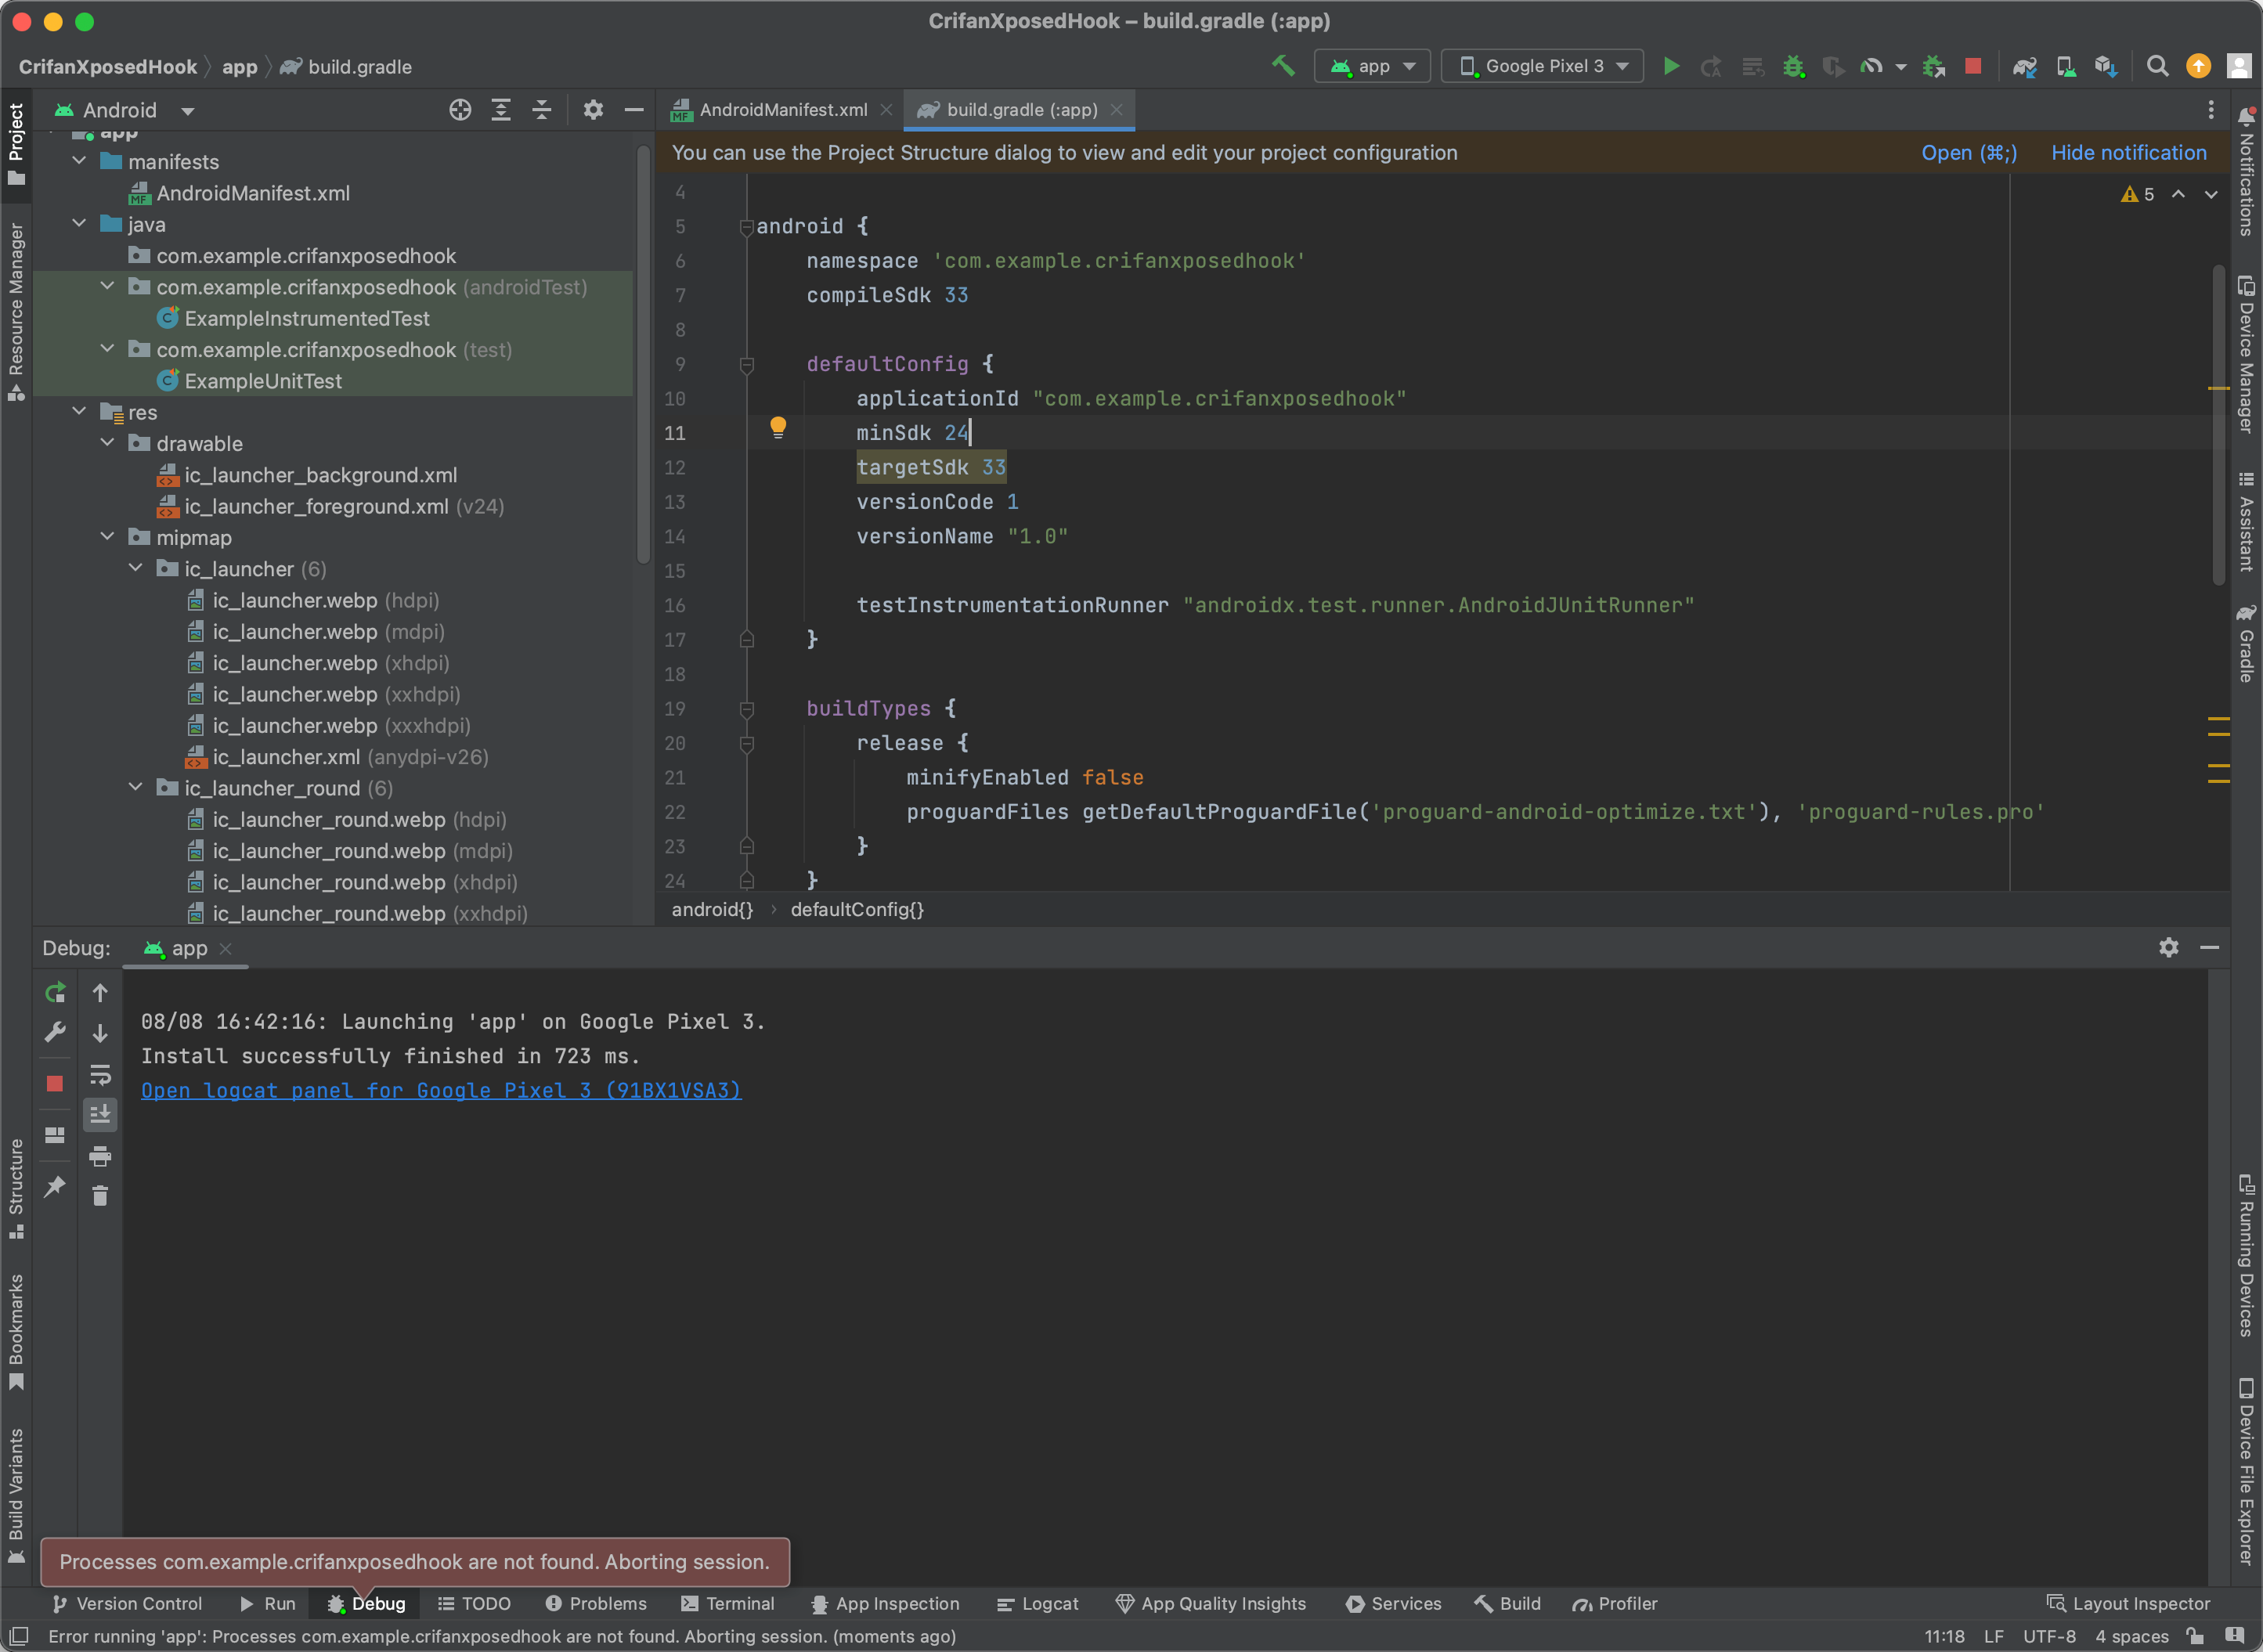 CrifanXposedHook – build.gradle (:app)
CrifanXposedHook
app
build.gradle
app
Google Pixel 3
Project
Resource Manager
Structure
Bookmarks
Build Variants
Android
app
manifests
AndroidManifest.xml
java
com.example.crifanxposedhook
com.example.crifanxposedhook (androidTest)
ExampleInstrumentedTest
com.example.crifanxposedhook (test)
ExampleUnitTest
res
drawable
ic_launcher_background.xml
ic_launcher_foreground.xml (v24)
mipmap
ic_launcher (6)
ic_launcher.webp (hdpi)
ic_launcher.webp (mdpi)
ic_launcher.webp (xhdpi)
ic_launcher.webp (xxhdpi)
ic_launcher.webp (xxxhdpi)
ic_launcher.xml (anydpi-v26)
ic_launcher_round (6)
ic_launcher_round.webp (hdpi)
ic_launcher_round.webp (mdpi)
ic_launcher_round.webp (xhdpi)
ic_launcher_round.webp (xxhdpi)
AndroidManifest.xml
build.gradle (:app)
You can use the Project Structure dialog to view and edit your project configuration
Open (⌘;)
Hide notification
5
4
5 android {
6 namespace 'com.example.crifanxposedhook'
7 compileSdk 33
8
9 defaultConfig {
10 applicationId "com.example.crifanxposedhook"
11 minSdk 24
12 targetSdk 33
13 versionCode 1
14 versionName "1.0"
15
16 testInstrumentationRunner "androidx.test.runner.AndroidJUnitRunner"
17 }
18
19 buildTypes {
20 release {
21 minifyEnabled false
22 proguardFiles getDefaultProguardFile('proguard-android-optimize.txt'), 'proguard-rules.pro'
23 }
24 }
android{}
defaultConfig{}
Notifications
Device Manager
Assistant
Gradle
Running Devices
Device File Explorer
Debug:
app
08/08 16:42:16: Launching 'app' on Google Pixel 3.
Install successfully finished in 723 ms.
Open logcat panel for Google Pixel 3 (91BX1VSA3)
Processes com.example.crifanxposedhook are not found. Aborting session.
Version Control
Run
Debug
TODO
Problems
Terminal
App Inspection
Logcat
App Quality Insights
Services
Build
Profiler
Layout Inspector
Error running 'app': Processes com.example.crifanxposedhook are not found. Aborting session. (moments ago)
11:18
LF
UTF-8
4 spaces